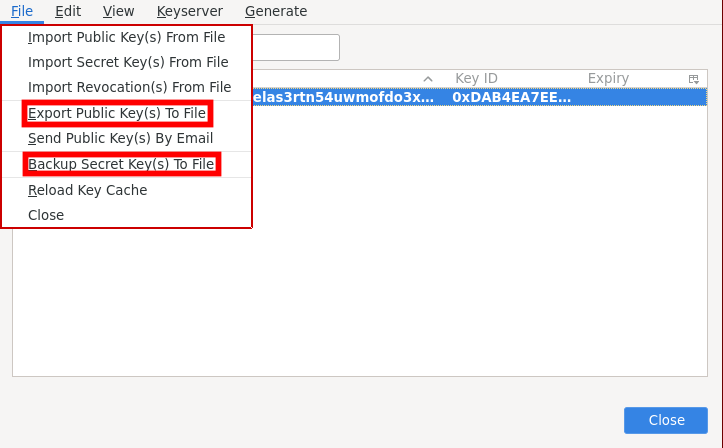 File Edit View Keyserver Generate
Import Public Key(s) From File
Import Secret Key(s) From File
Import Revocation(s) From File
Key ID Expiry
elas3rtn54uwmofdo3x... 0xDAB4EA7EE...
Export Public Key(s) To File
Send Public Key(s) By Email
Backup Secret Key(s) To File
Reload Key Cache
Close
Close